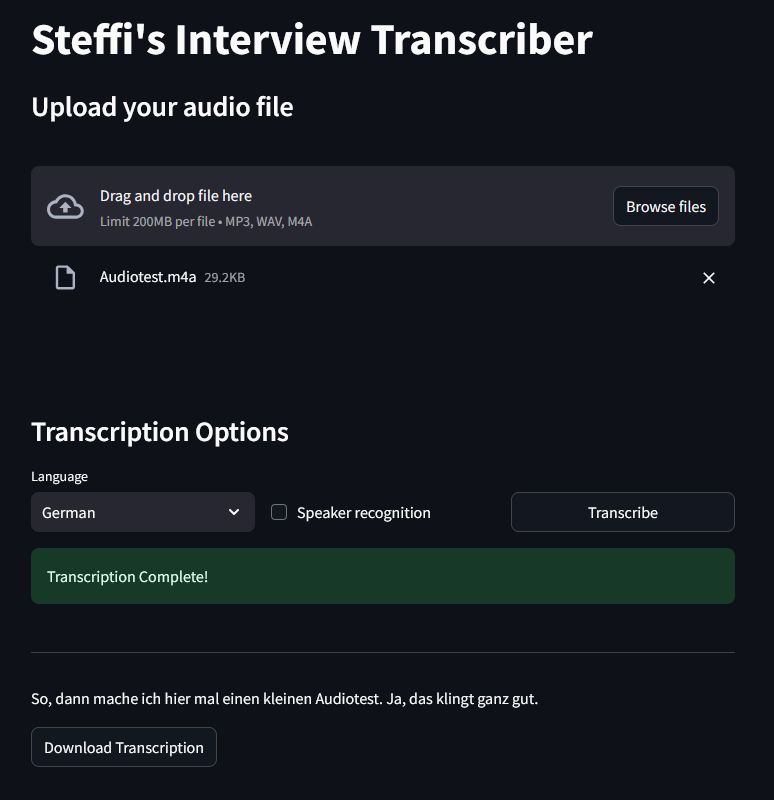 Steffi's Interview Transcriber
Upload your audio file
Drag and drop file here
Limit 200MB per file • MP3, WAV, M4A
Browse files
Audiotest.m4a 29.2KB
Transcription Options
Language
German
Speaker recognition
Transcribe
Transcription Complete!
So, dann mache ich hier mal einen kleinen Audiotest. Ja, das klingt ganz gut.
Download Transcription